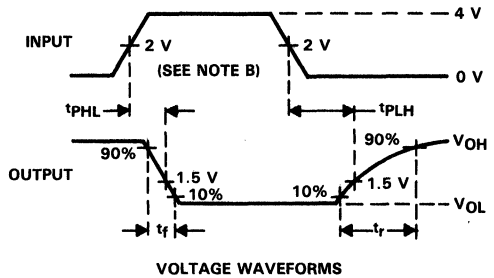 4 V
INPUT
2 V
2 V
(SEE NOTE B)
0 V
tPHL
tPLH
90%
90%
VOH
OUTPUT
1.5 V
1.5 V
10%
10%
VOL
tf
tr
VOLTAGE WAVEFORMS